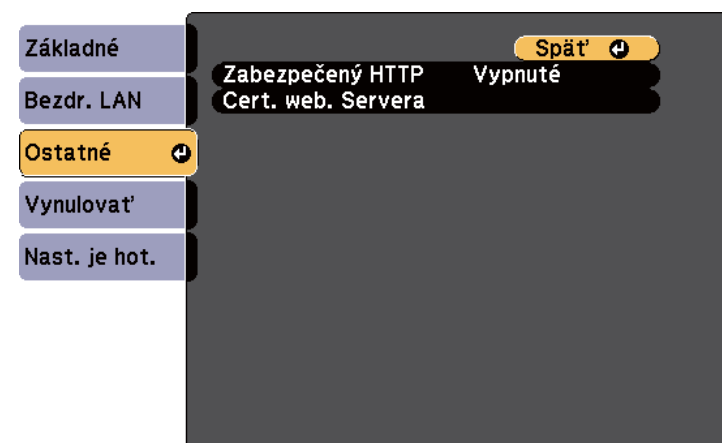 Základné
Bezdr. LAN
Ostatné
Vynulovať
Nast. je hot.
Späť
Zabezpečený HTTP Vypnuté
Cert. web. Servera